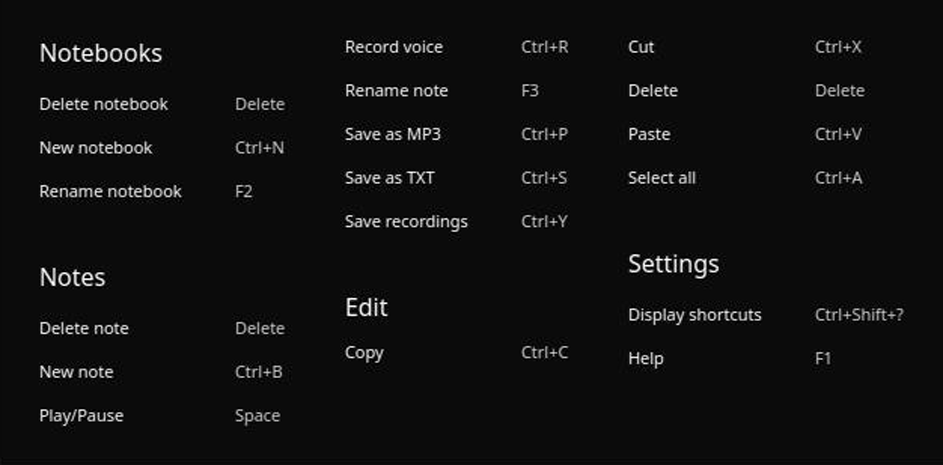 Notebooks
Delete notebook Delete
New notebook Ctrl+N
Rename notebook F2
Notes
Delete note Delete
New note Ctrl+B
Play/Pause Space
Record voice Ctrl+R
Rename note F3
Save as MP3 Ctrl+P
Save as TXT Ctrl+S
Save recordings Ctrl+Y
Edit
Copy Ctrl+C
Cut Ctrl+X
Delete Delete
Paste Ctrl+V
Select all Ctrl+A
Settings
Display shortcuts Ctrl+Shift+?
Help F1